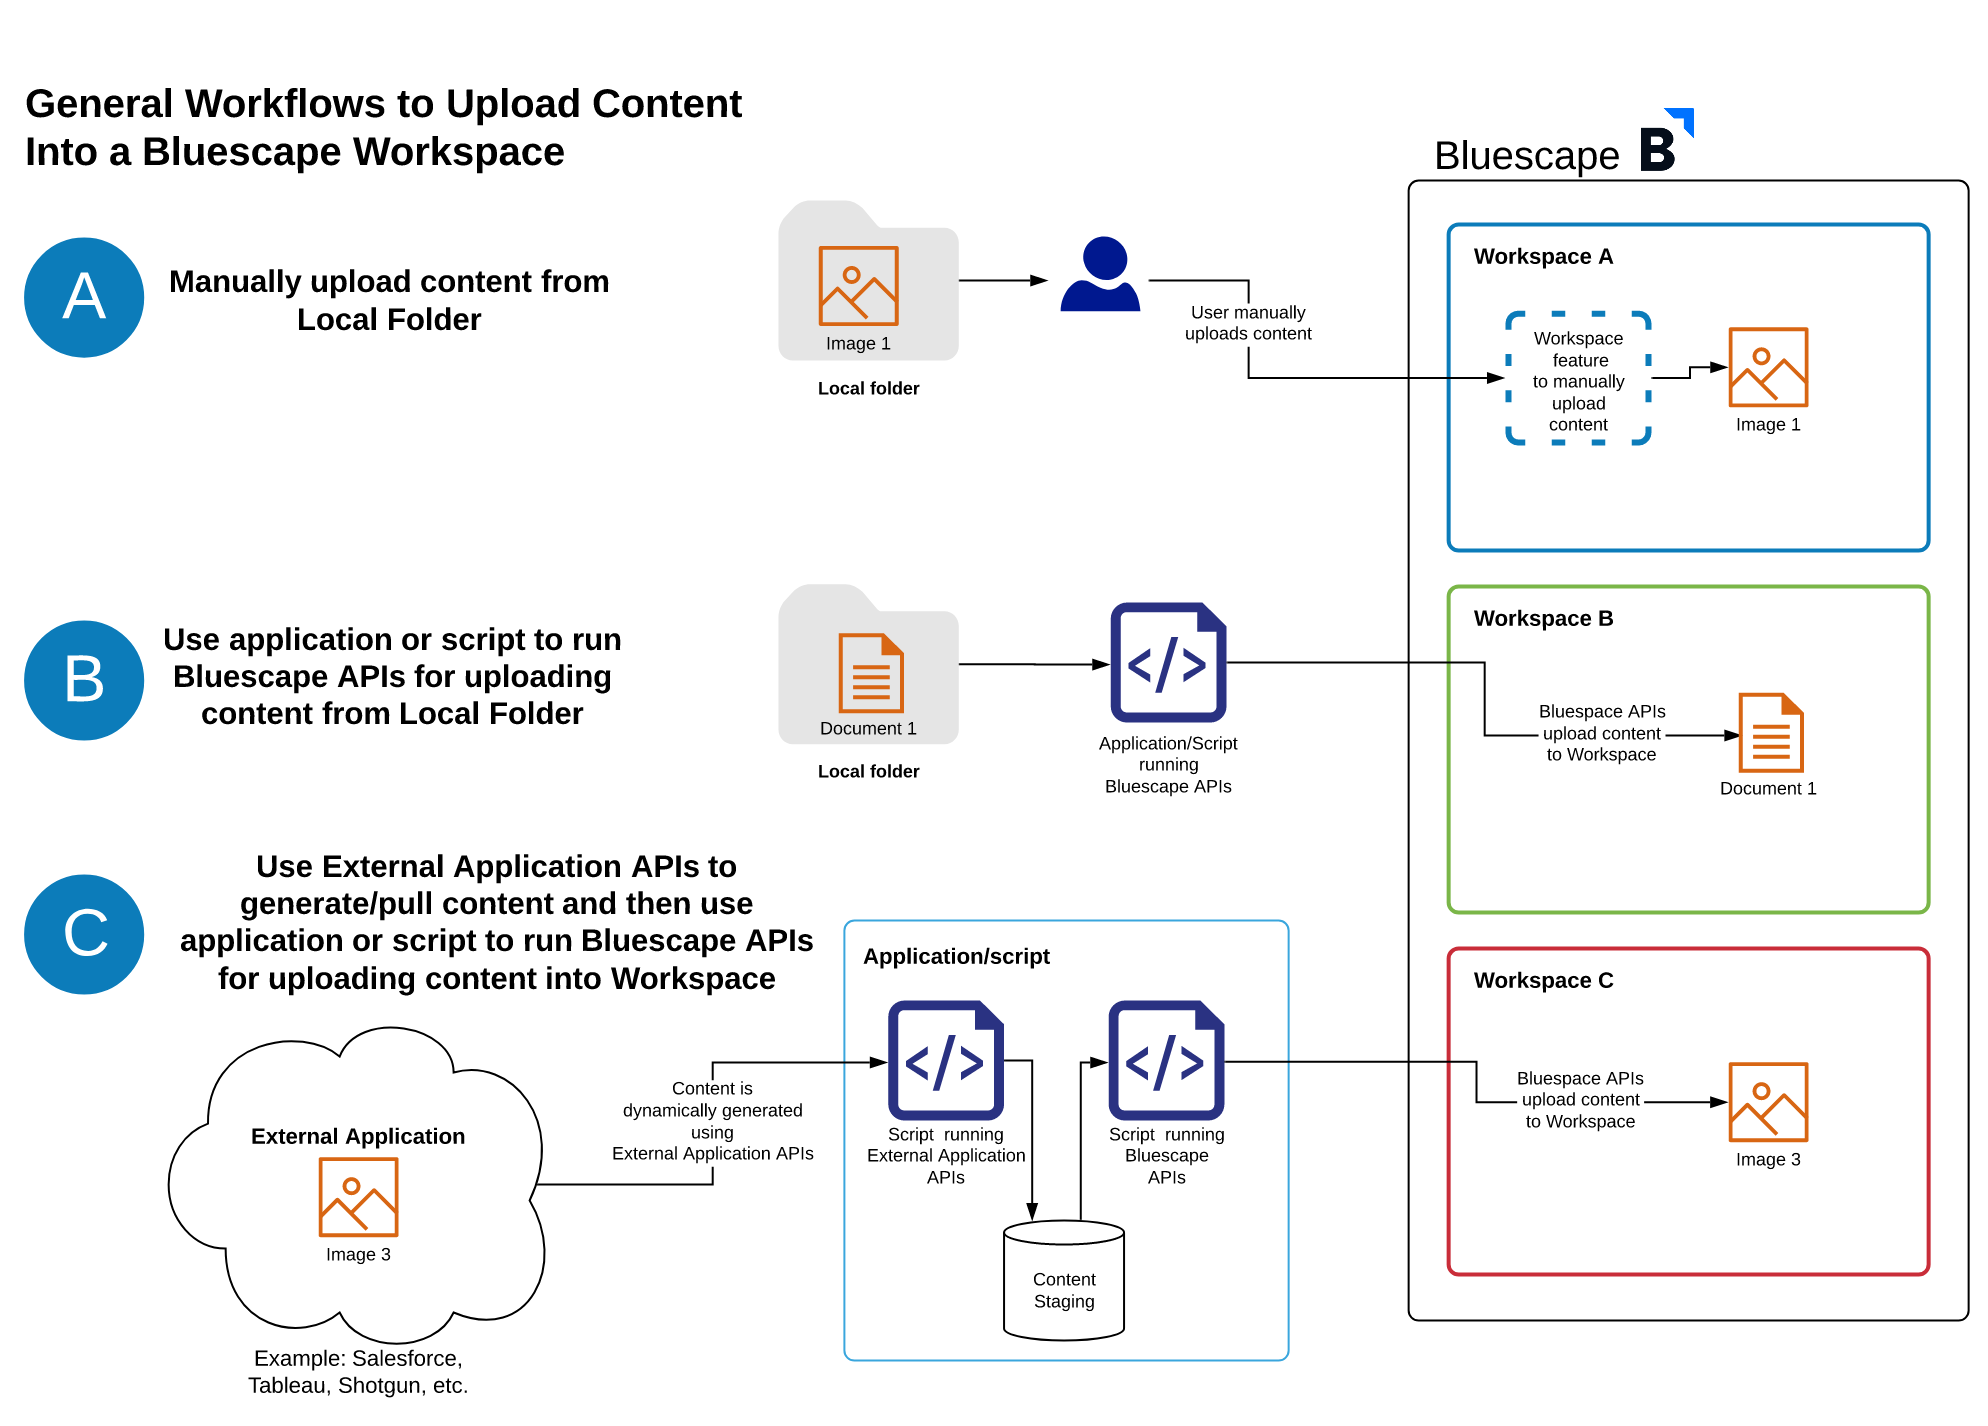 General Workflows to Upload Content
Into a Bluescape Workspace
Bluescape B
A
Manually upload content from
Local Folder
Image 1
Local folder
User manually
uploads content
Workspace A
Workspace
feature
to manually
upload
content
Image 1
B
Use application or script to run
Bluescape APIs for uploading
content from Local Folder
Document 1
Local folder
</>
Application/Script
running
Bluescape APIs
Workspace B
Bluespace APIs
upload content
to Workspace
Document 1
C
Use External Application APIs to
generate/pull content and then use
application or script to run Bluescape APIs
for uploading content into Workspace
External Application
Image 3
Example: Salesforce,
Tableau, Shotgun, etc.
Content is
dynamically generated
using
External Application APIs
Application/script
</>
Script running
External Application
APIs
</>
Script running
Bluescape
APIs
Content
Staging
Workspace C
Bluespace APIs
upload content
to Workspace
Image 3